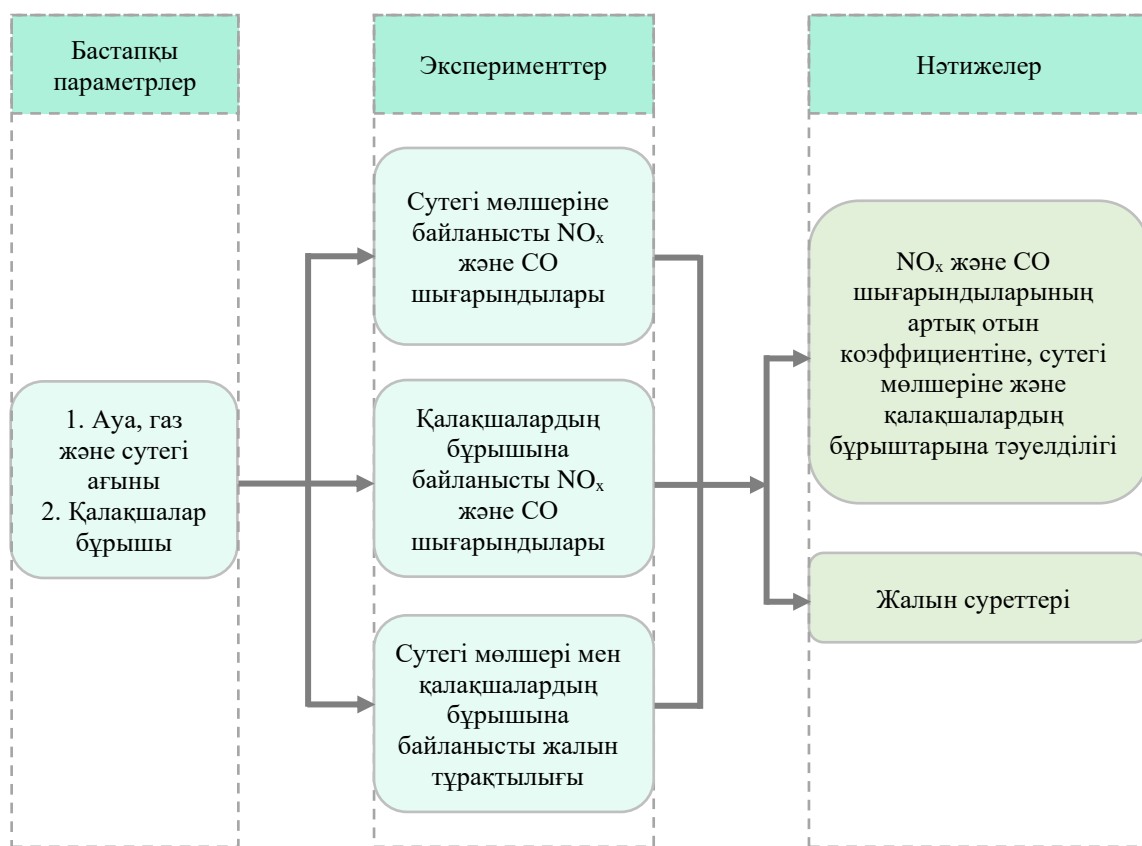 Бастапқы
параметрлер
Эксперименттер
Нәтижелер
1. Ауа, газ
және сутегі
ағыны
2. Қалақшалар
бұрышы
Сутегі мөлшеріне
байланысты NOₓ
және CO
шығарындылары
Қалақшалардың
бұрышына
байланысты NOₓ
және CO
шығарындылары
Сутегі мөлшері мен
қалақшалардың
бұрышына
байланысты жалын
тұрақтылығы
NOₓ және CO
шығарындыларының
артық отын
коэффициентіне, сутегі
мөлшеріне және
қалақшалардың
бұрыштарына тәуелділігі
Жалын суреттері